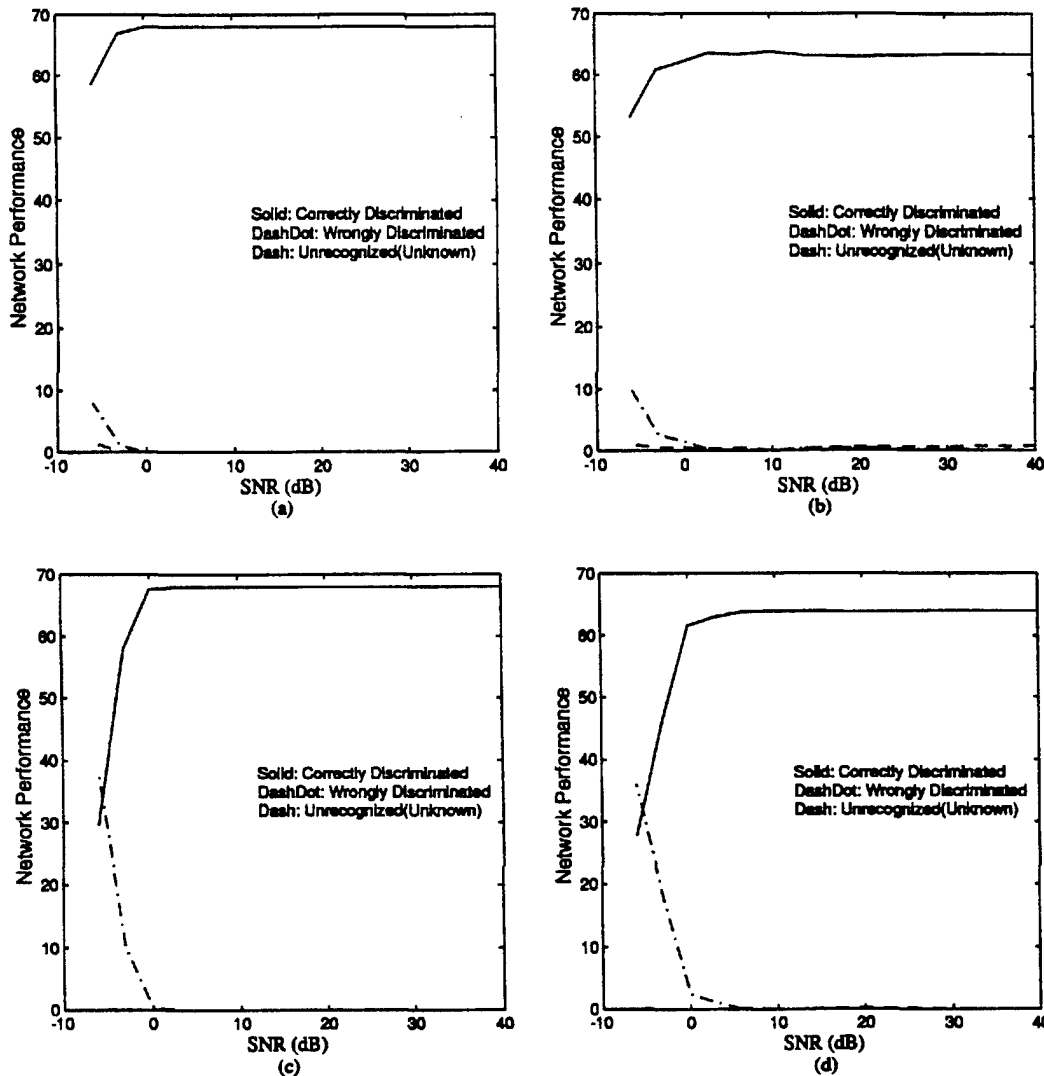 70
60
50
40
30
20
10
0
Network Performance
Solid: Correctly Discriminated
DashDot: Wrongly Discriminated
Dash: Unrecognized(Unknown)
-10 0 10 20 30 40
SNR (dB)
(a)
70
60
50
40
30
20
10
0
Network Performance
Solid: Correctly Discriminated
DashDot: Wrongly Discriminated
Dash: Unrecognized(Unknown)
-10 0 10 20 30 40
SNR (dB)
(b)
70
60
50
40
30
20
10
0
Network Performance
Solid: Correctly Discriminated
DashDot: Wrongly Discriminated
Dash: Unrecognized(Unknown)
-10 0 10 20 30 40
SNR (dB)
(c)
70
60
50
40
30
20
10
0
Network Performance
Solid: Correctly Discriminated
DashDot: Wrongly Discriminated
Dash: Unrecognized(Unknown)
-10 0 10 20 30 40
SNR (dB)
(d)